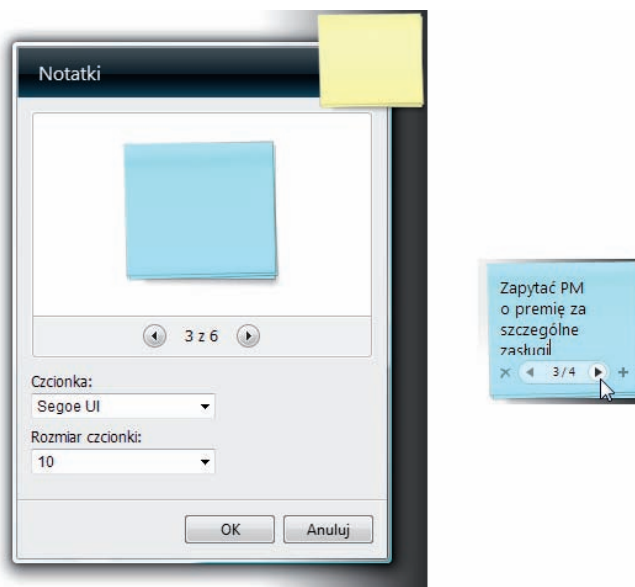 Notatki
3 z 6
Czcionka:
Segoe UI
Rozmiar czcionki:
10
OK
Anuluj
Zapytać PM
o premię za
szczególne
zasługi
3/4